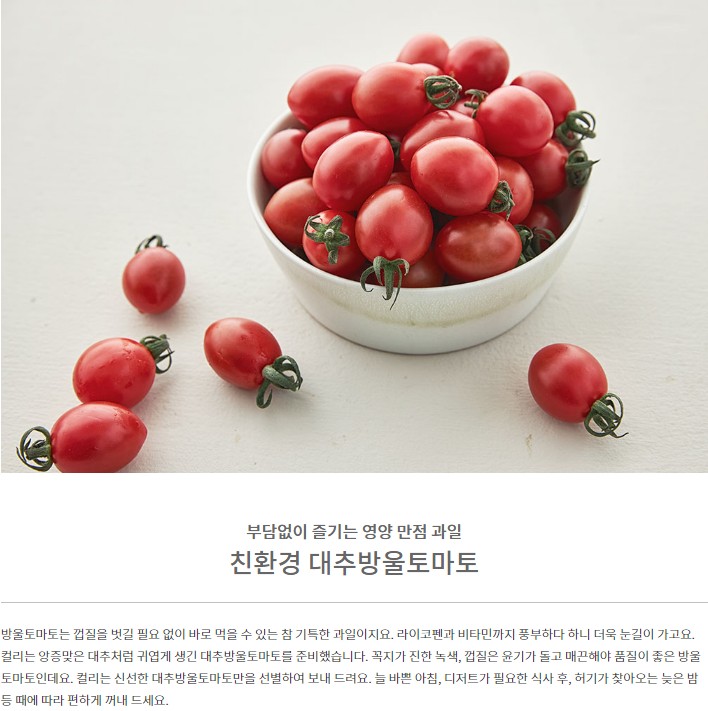 부담없이 즐기는 영양 만점 과일
친환경 대추방울토마토
방울토마토는 껍질을 벗길 필요 없이 바로 먹을 수 있는 참 기특한 과일이지요. 라이코펜과 비타민까지 풍부하다 하니 더욱 눈길이 가고요.
컬리는 앙증맞은 대추처럼 귀엽게 생긴 대추방울토마토를 준비했습니다. 꼭지가 진한 녹색, 껍질은 윤기가 돌고 매끈해야 품질이 좋은 방울
토마토인데요. 컬리는 신선한 대추방울토마토만을 선별하여 보내 드려요. 늘 바쁜 아침, 디저트가 필요한 식사 후, 허기가 찾아오는 늦은 밤
등 때에 따라 편하게 꺼내 드세요.